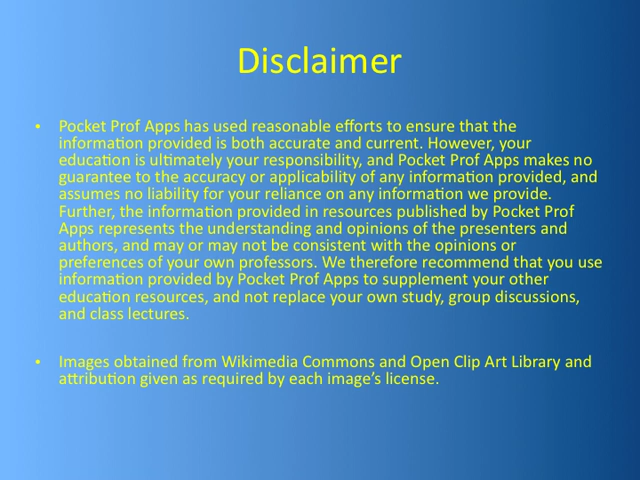 Disclaimer
• Pocket Prof Apps has used reasonable efforts to ensure that the
information provided is both accurate and current. However, your
education is ultimately your responsibility, and Pocket Prof Apps makes no
guarantee to the accuracy or applicability of any information provided, and
assumes no liability for your reliance on any information we provide.
Further, the information provided in resources published by Pocket Prof
Apps represents the understanding and opinions of the presenters and
authors, and may or may not be consistent with the opinions or
preferences of your own professors. We therefore recommend that you use
information provided by Pocket Prof Apps to supplement your other
education resources, and not replace your own study, group discussions,
and class lectures.
• Images obtained from Wikimedia Commons and Open Clip Art Library and
attribution given as required by each image’s license.